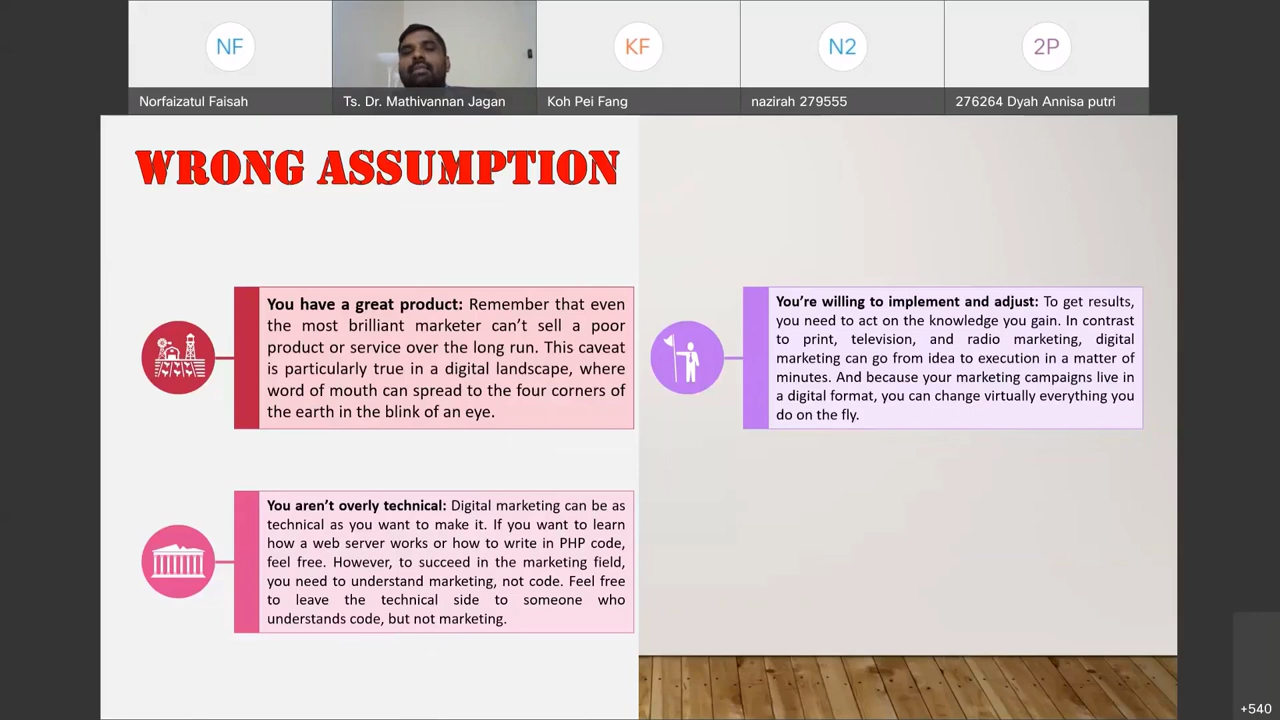 NF
KF
N2
2P
Norfaizatul Faisah
Ts. Dr. Mathivannan Jagan
Koh Pei Fang
nazirah 279555
276264 Dyah Annisa putri
WRONG ASSUMPTION
You have a great product: Remember that even
the most brilliant marketer can't sell a poor
product or service over the long run. This caveat
is particularly true in a digital landscape, where
word of mouth can spread to the four corners of
the earth in the blink of an eye.
You aren't overly technical: Digital marketing can be as
technical as you want to make it. If you want to learn
how a web server works or how to write in PHP code,
feel free. However, to succeed in the marketing field,
you need to understand marketing, not code. Feel free
to leave the technical side to someone who
understands code, but not marketing.
You're willing to implement and adjust: To get results,
you need to act on the knowledge you gain. In contrast
to print, television, and radio marketing, digital
marketing can go from idea to execution in a matter of
minutes. And because your marketing campaigns live in
a digital format, you can change virtually everything you
do on the fly.
+540